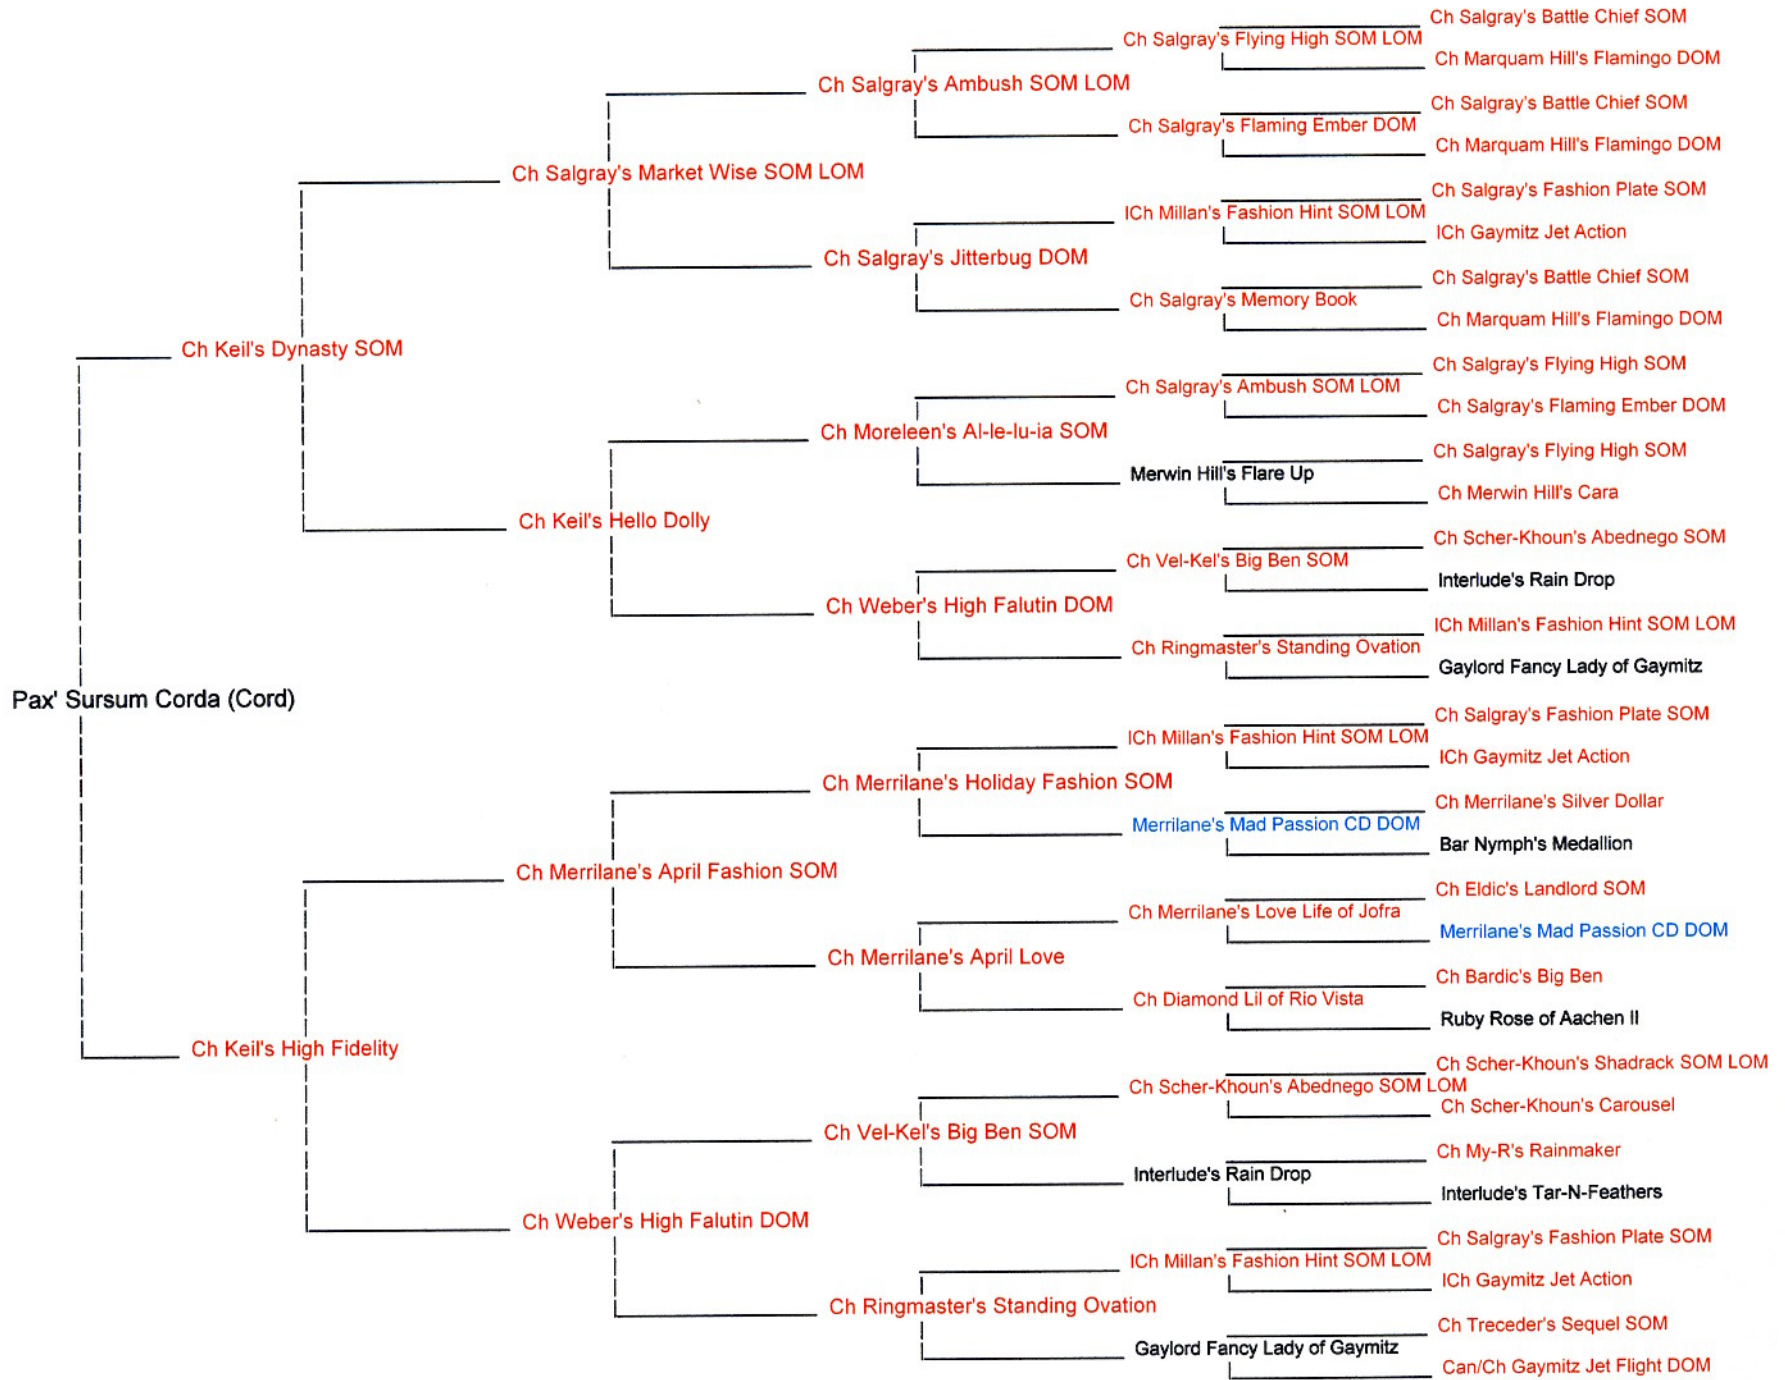 Ch Salgray's Battle Chief SOM
Ch Salgray's Flying High SOM LOM
Ch Marquam Hill's Flamingo DOM
Ch Salgray's Ambush SOM LOM
Ch Salgray's Battle Chief SOM
Ch Salgray's Flaming Ember DOM
Ch Marquam Hill's Flamingo DOM
Ch Salgray's Market Wise SOM LOM
Ch Salgray's Fashion Plate SOM
ICh Millan's Fashion Hint SOM LOM
ICh Gaymitz Jet Action
Ch Salgray's Jitterbug DOM
Ch Salgray's Battle Chief SOM
Ch Salgray's Memory Book
Ch Marquam Hill's Flamingo DOM
Ch Keil's Dynasty SOM
Ch Salgray's Flying High SOM
Ch Salgray's Ambush SOM LOM
Ch Salgray's Flaming Ember DOM
Ch Moreleen's Al-le-lu-ia SOM
Ch Salgray's Flying High SOM
Merwin Hill's Flare Up
Ch Merwin Hill's Cara
Ch Keil's Hello Dolly
Ch Scher-Khoun's Abednego SOM
Ch Vel-Kel's Big Ben SOM
Interlude's Rain Drop
Ch Weber's High Falutin DOM
ICh Millan's Fashion Hint SOM LOM
Ch Ringmaster's Standing Ovation
Gaylord Fancy Lady of Gaymitz
Pax' Sursum Corda (Cord)
Ch Salgray's Fashion Plate SOM
ICh Millan's Fashion Hint SOM LOM
ICh Gaymitz Jet Action
Ch Merrilane's Holiday Fashion SOM
Ch Merrilane's Silver Dollar
Merrilane's Mad Passion CD DOM
Bar Nymph's Medallion
Ch Merrilane's April Fashion SOM
Ch Eldic's Landlord SOM
Ch Merrilane's Love Life of Jofra
Merrilane's Mad Passion CD DOM
Ch Merrilane's April Love
Ch Bardic's Big Ben
Ch Diamond Lil of Rio Vista
Ruby Rose of Aachen II
Ch Keil's High Fidelity
Ch Scher-Khoun's Shadrack SOM LOM
Ch Scher-Khoun's Abednego SOM LOM
Ch Scher-Khoun's Carousel
Ch Vel-Kel's Big Ben SOM
Ch My-R's Rainmaker
Interlude's Rain Drop
Interlude's Tar-N-Feathers
Ch Weber's High Falutin DOM
Ch Salgray's Fashion Plate SOM
ICh Millan's Fashion Hint SOM LOM
ICh Gaymitz Jet Action
Ch Ringmaster's Standing Ovation
Ch Treceder's Sequel SOM
Gaylord Fancy Lady of Gaymitz
Can/Ch Gaymitz Jet Flight DOM